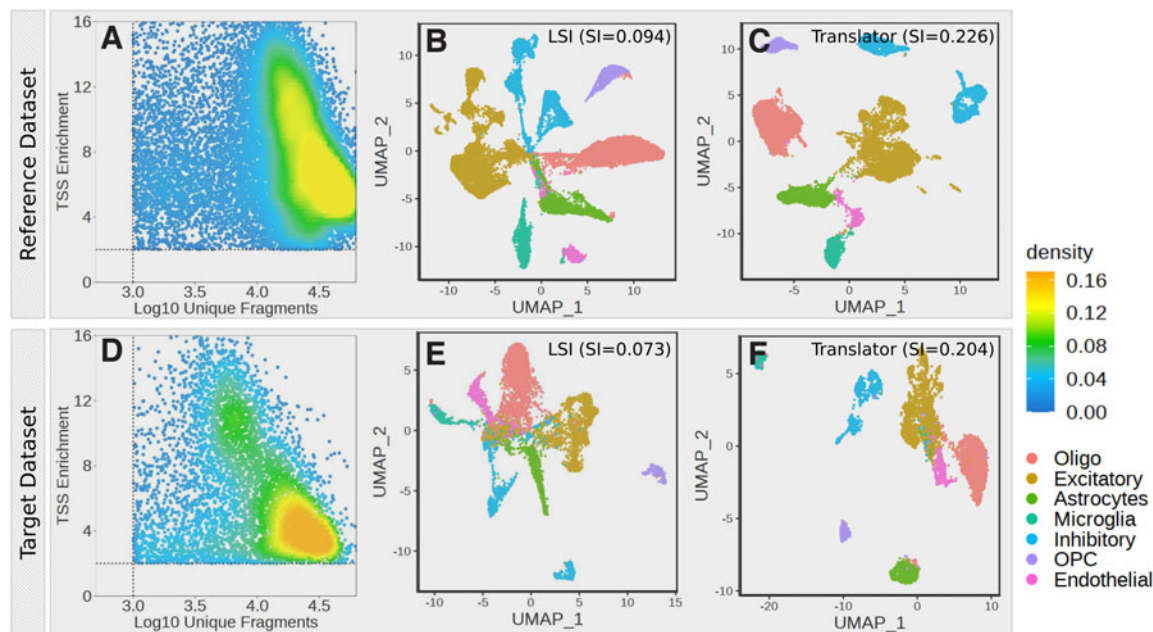 Reference Dataset
A
16
12
8
4
0
TSS Enrichment
3.0 3.5 4.0 4.5
Log10 Unique Fragments
B
LSI (SI=0.094)
10
5
0
-5
-10
UMAP_2
-10 -5 0 5 10
UMAP_1
C
Translator (SI=0.226)
10
5
0
-5
-10
UMAP_2
-5 0 5 10
UMAP_1
Target Dataset
D
16
12
8
4
0
TSS Enrichment
3.0 3.5 4.0 4.5
Log10 Unique Fragments
E
LSI (SI=0.073)
5
0
-5
-10
UMAP_2
-10 -5 0 5 10 15
UMAP_1
F
Translator (SI=0.204)
5
0
-5
-10
UMAP_2
-20 -10 0 10
UMAP_1
density
0.16
0.12
0.08
0.04
0.00
Oligo
Excitatory
Astrocytes
Microglia
Inhibitory
OPC
Endothelial